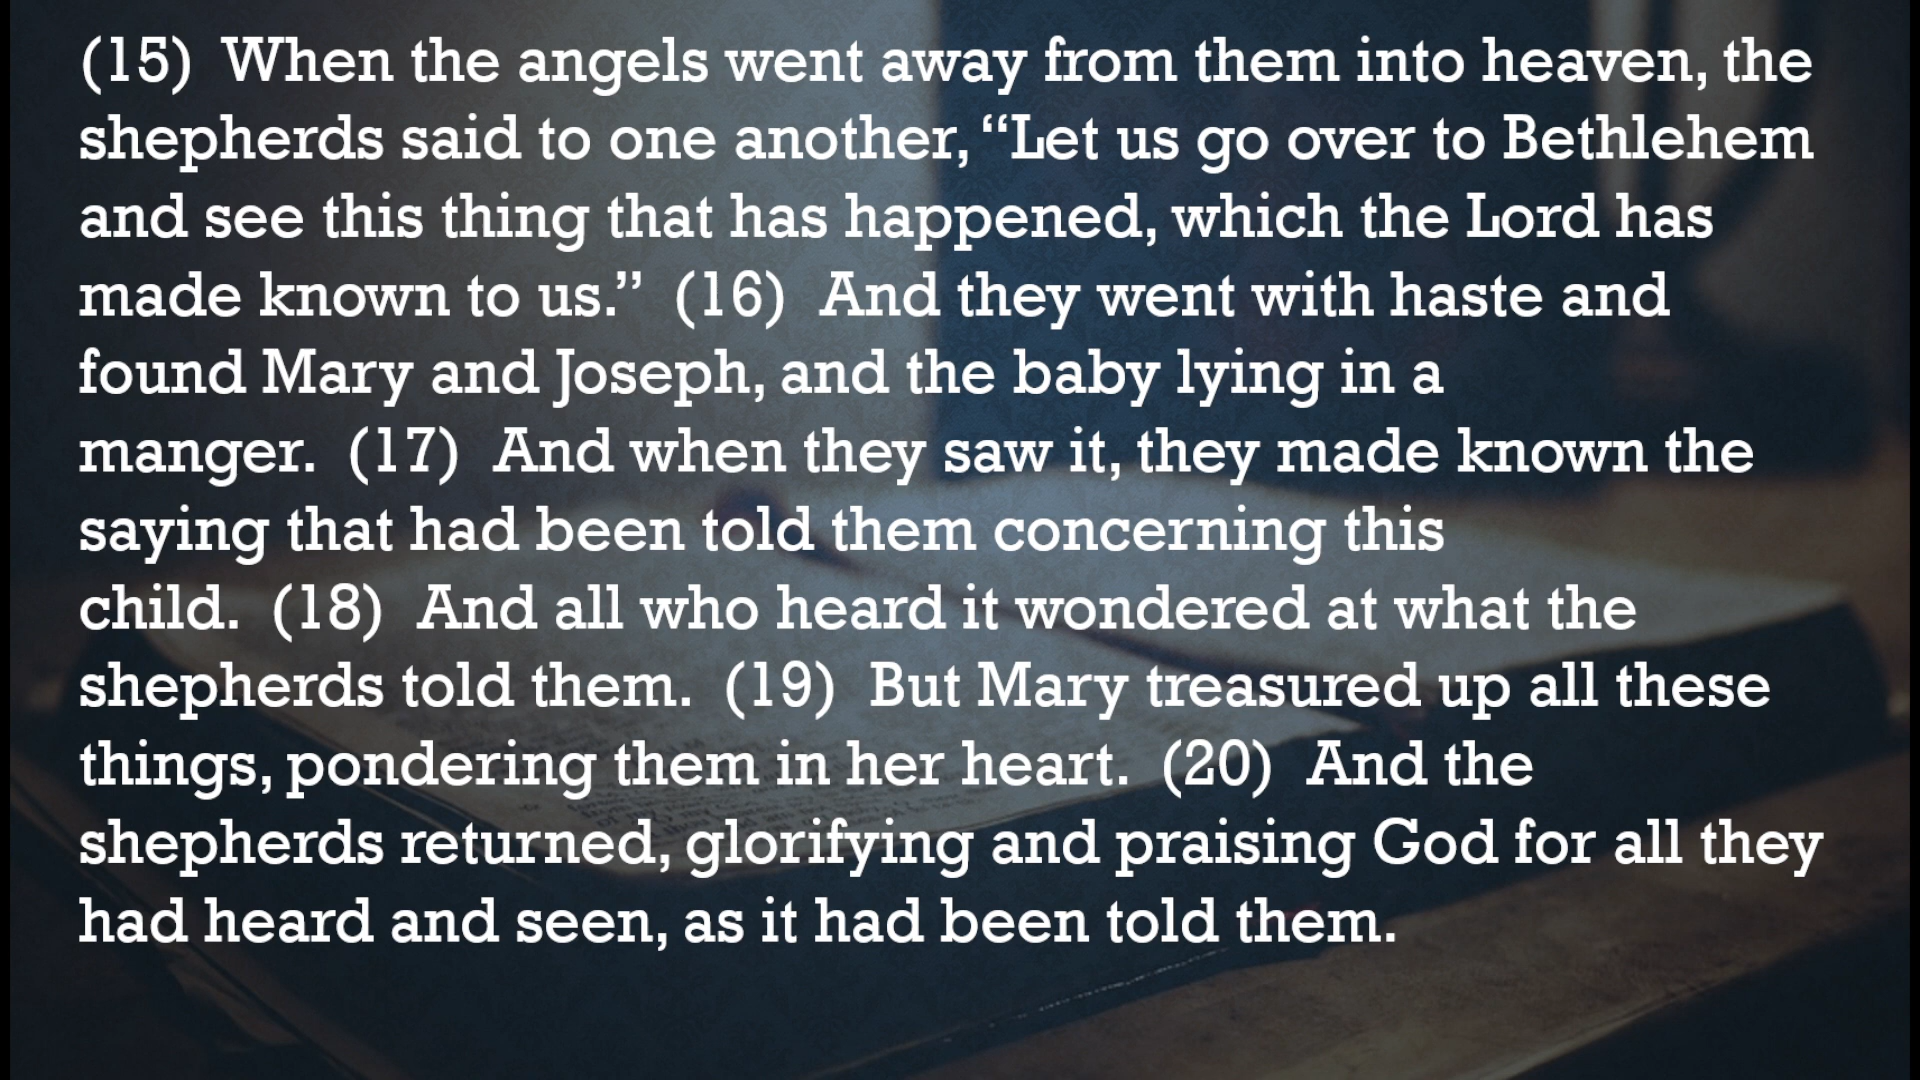 (15) When the angels went away from them into heaven, the
shepherds said to one another, “Let us go over to Bethlehem
and see this thing that has happened, which the Lord has
made known to us.” (16) And they went with haste and
found Mary and Joseph, and the baby lying in a
manger. (17) And when they saw it, they made known the
saying that had been told them concerning this
child. (18) And all who heard it wondered at what the
shepherds told them. (19) But Mary treasured up all these
things, pondering them in her heart. (20) And the
shepherds returned, glorifying and praising God for all they
had heard and seen, as it had been told them.